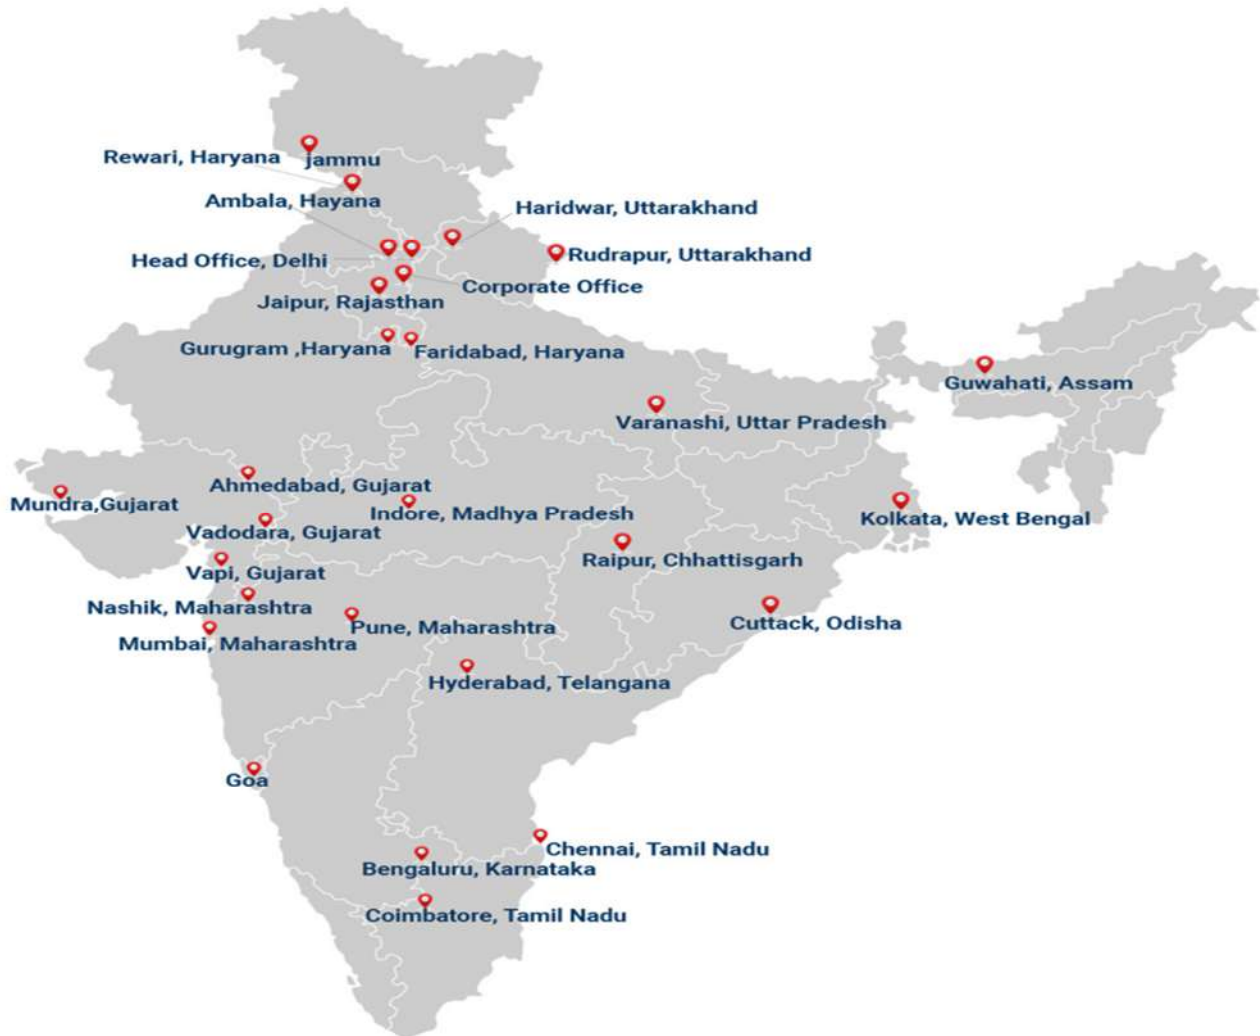 Rewari, Haryana
jammu
Ambala, Hayana
Haridwar, Uttarakhand
Head Office, Delhi
Rudrapur, Uttarakhand
Corporate Office
Jaipur, Rajasthan
Gurugram ,Haryana
Faridabad, Haryana
Guwahati, Assam
Varanashi, Uttar Pradesh
Ahmedabad, Gujarat
Mundra,Gujarat
Indore, Madhya Pradesh
Kolkata, West Bengal
Vadodara, Gujarat
Raipur, Chhattisgarh
Vapi, Gujarat
Nashik, Maharashtra
Cuttack, Odisha
Pune, Maharashtra
Mumbai, Maharashtra
Hyderabad, Telangana
Goa
Chennai, Tamil Nadu
Bengaluru, Karnataka
Coimbatore, Tamil Nadu